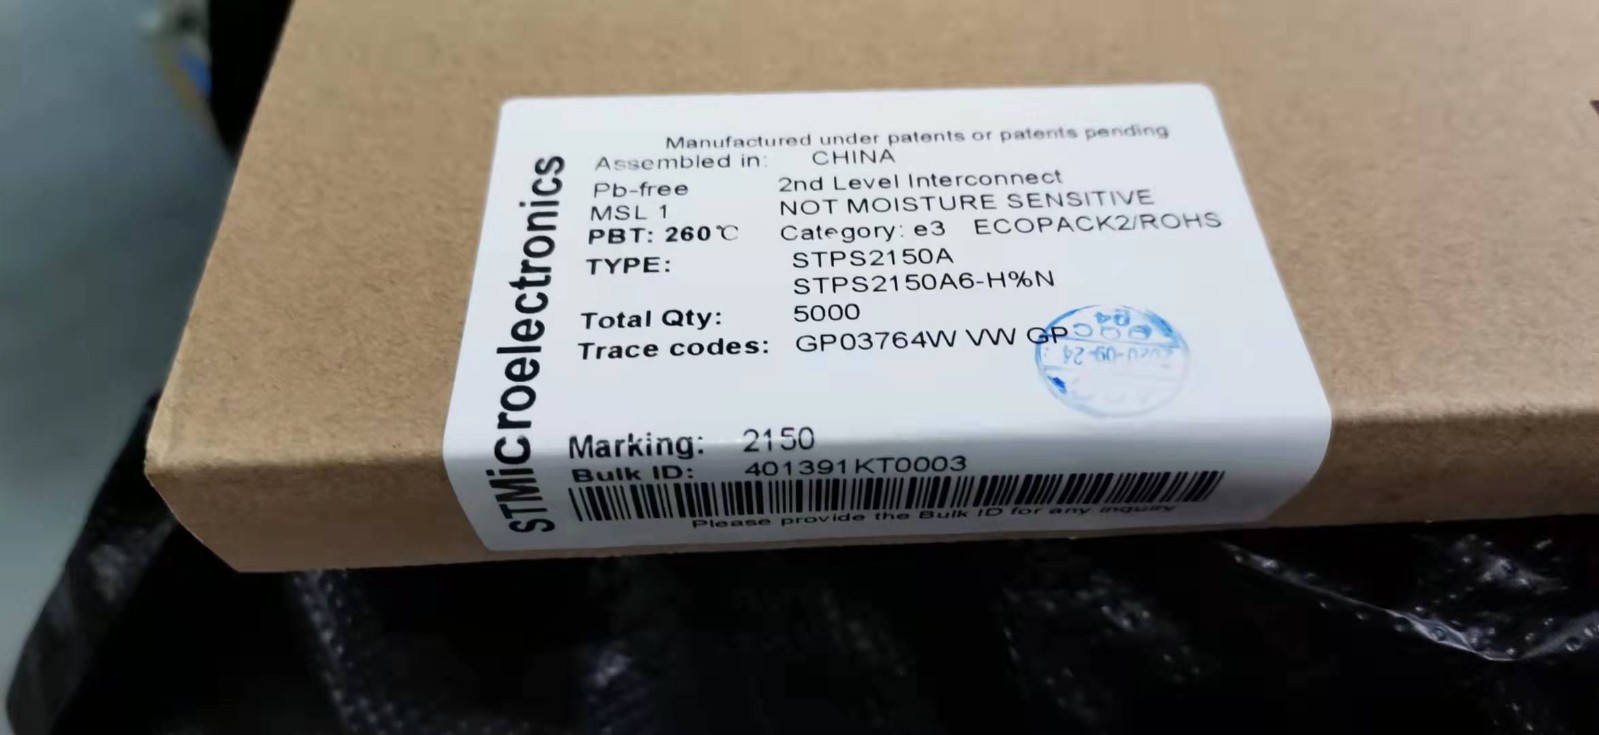 STMicroelectronics
Manufactured under patents or patents pending
Assembled in: CHINA
Pb-free 2nd Level Interconnect
MSL 1 NOT MOISTURE SENSITIVE
PBT: 260℃ Category: e3 ECOPACK2/ROHS
TYPE: STPS2150A
STPS2150A6-H%N
Total Qty: 5000
Trace codes: GP03764W VW GP
Marking: 2150
Bulk ID: 401391KT0003
Please provide the Bulk ID for any inquiry